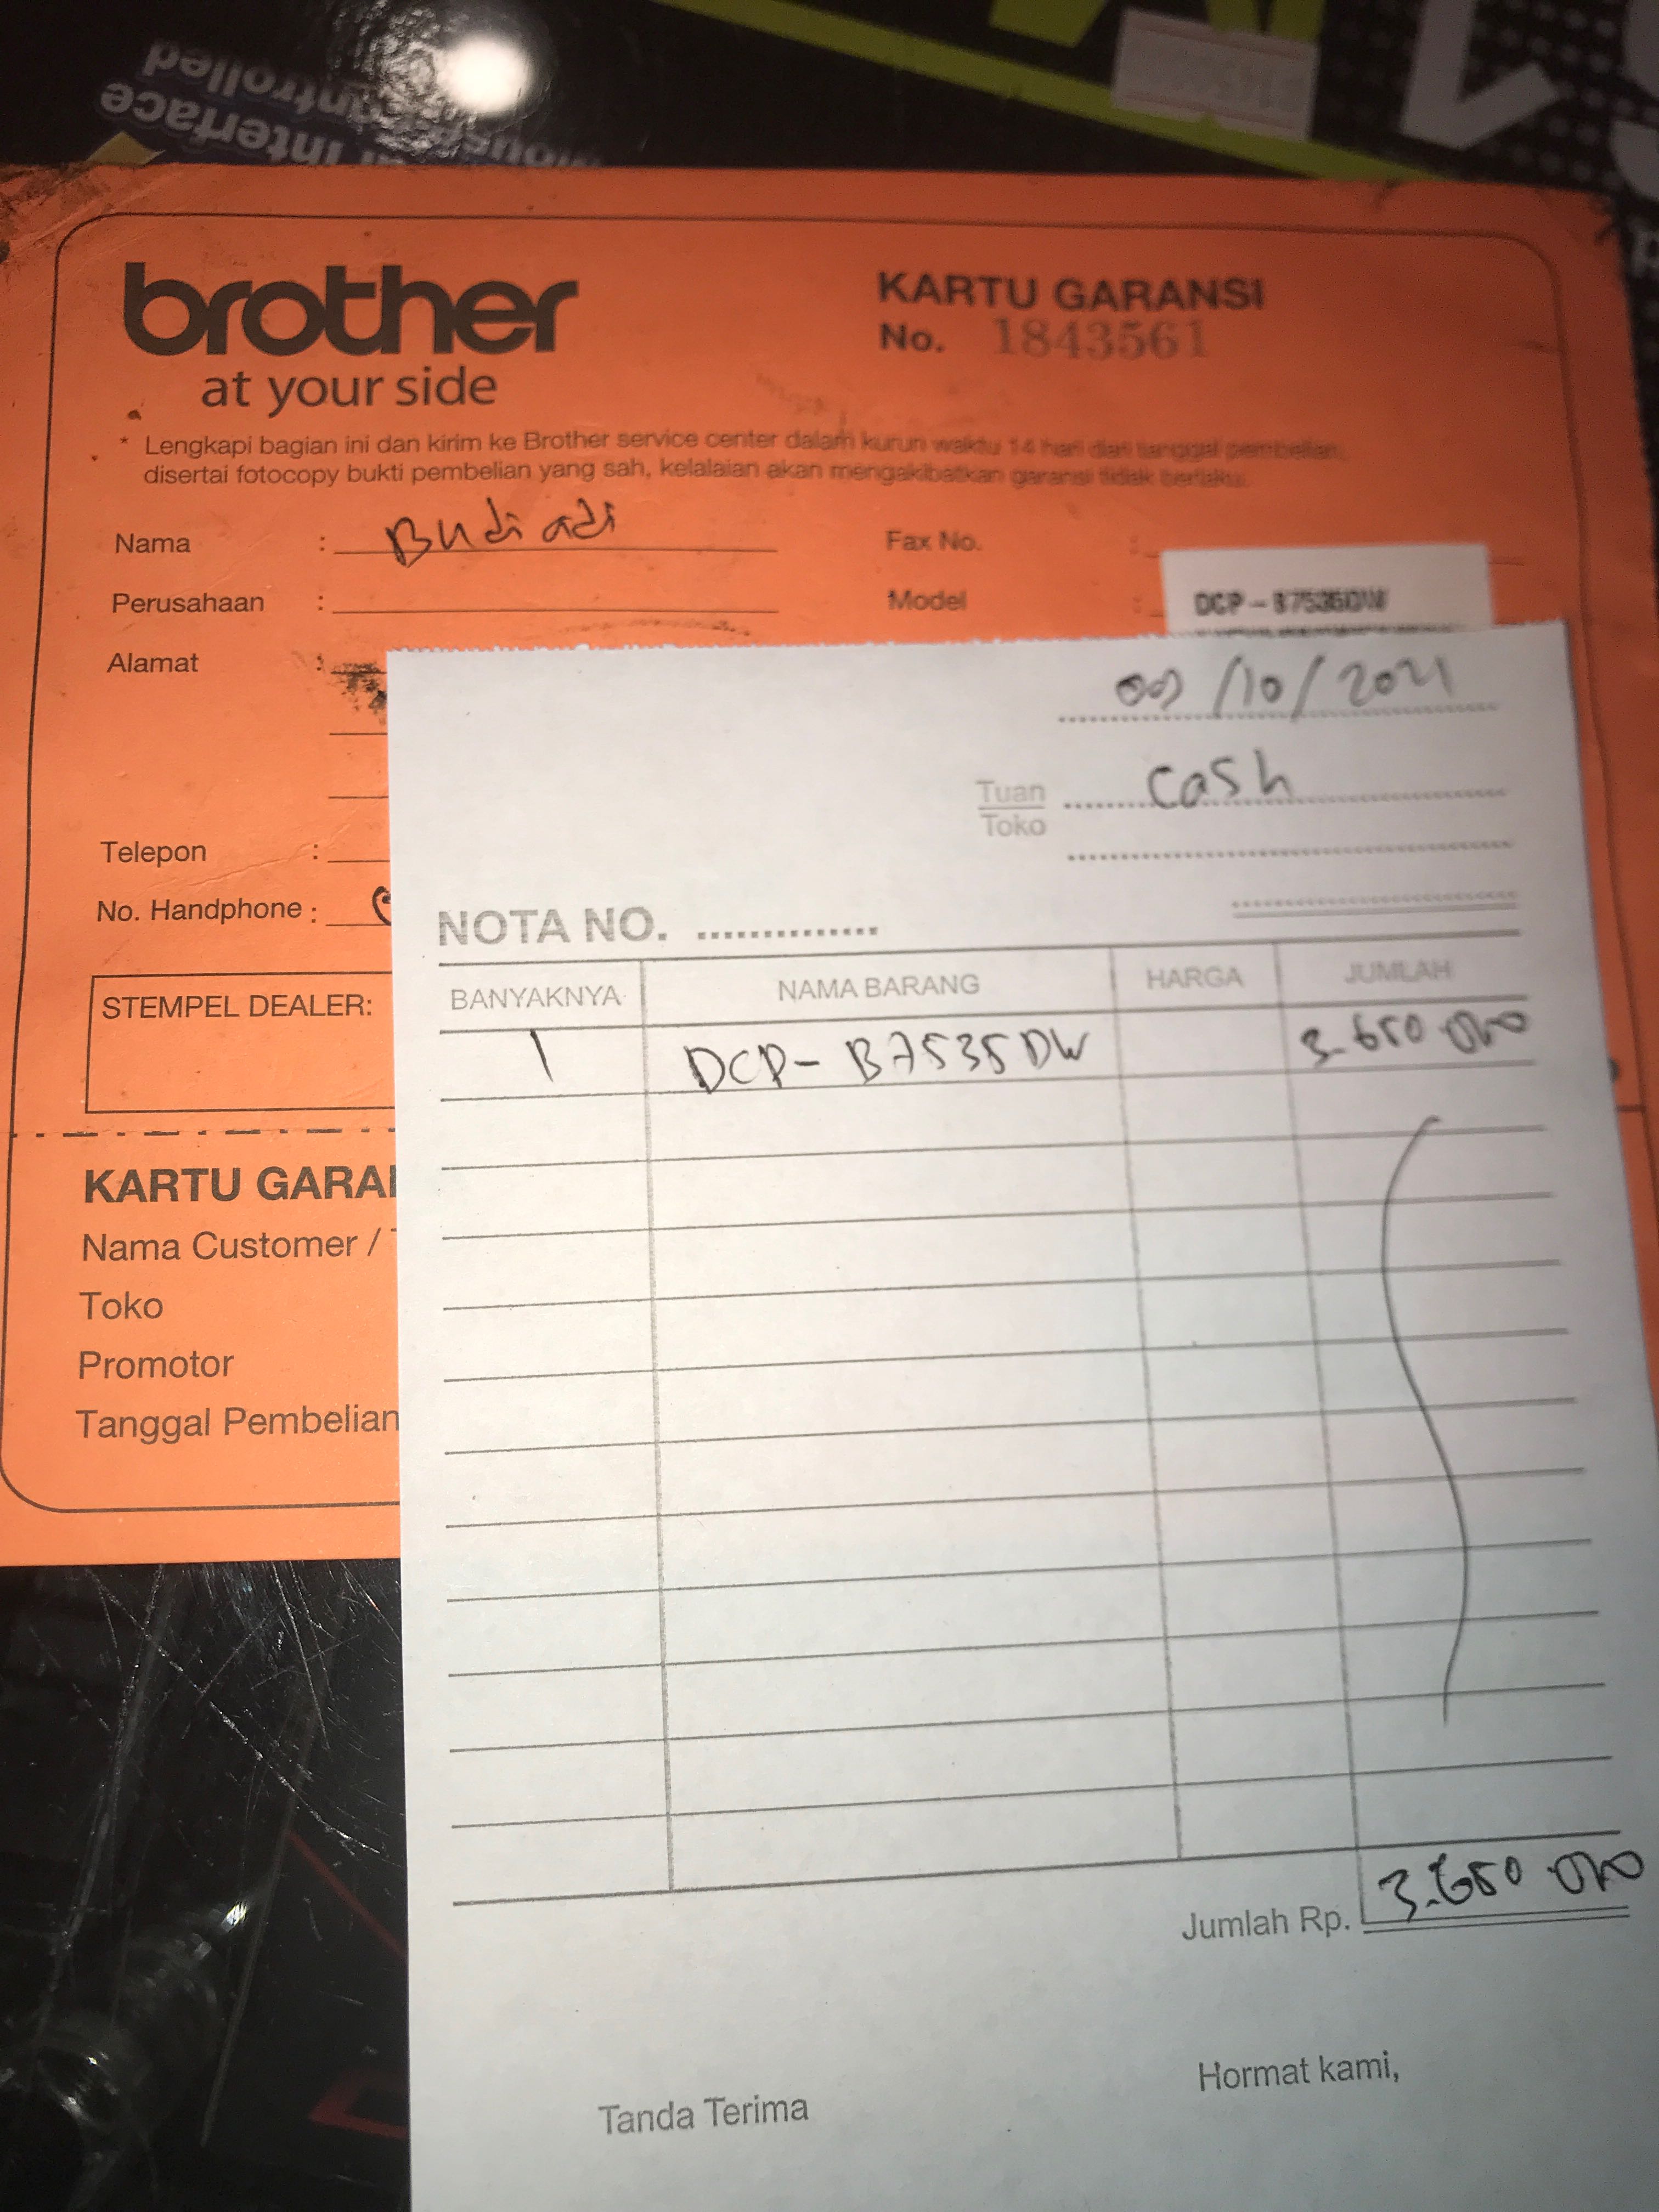 brother
at your side
KARTU GARANSI
No. 1843561
* Lengkapi bagian ini dan kirim ke Brother service center dalam kurun waktu 14 hari dari tanggal pembelian,
disertai fotocopy bukti pembelian yang sah, kelalaian akan mengakibatkan garansi tidak berlaku.
Nama : Budi adi
Fax No. :
Perusahaan :
Model : DCP-B7535DW
Alamat :
Telepon :
No. Handphone :
STEMPEL DEALER:
KARTU
Nama Customer /
Toko
Promotor
Tanggal Pembelian
/10/2021
Tuan cash
Toko
NOTA NO. ...............
BANYAKNYA NAMA BARANG HARGA JUMLAH
1 DCP-B7535DW 3.650 000
Jumlah Rp. 3.650 000
Tanda Terima
Hormat kami,
Interface